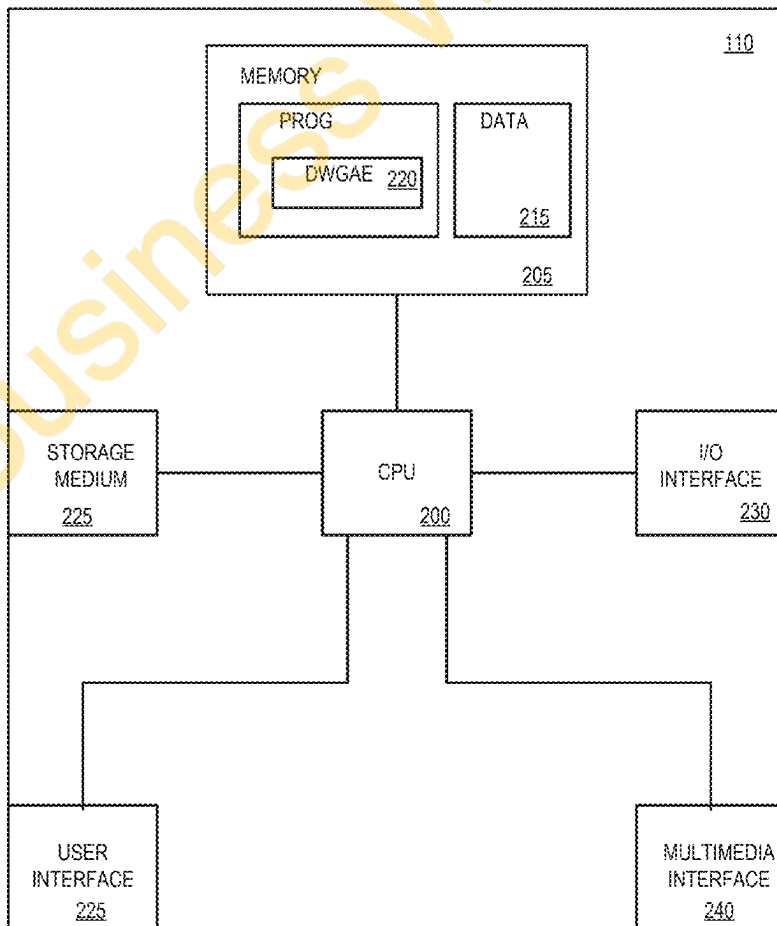 110
MEMORY
PROG
DWGAE 220
DATA
215
205
STORAGE
MEDIUM
225
CPU
200
I/O
INTERFACE
230
USER
INTERFACE
225
MULTIMEDIA
INTERFACE
240
business v